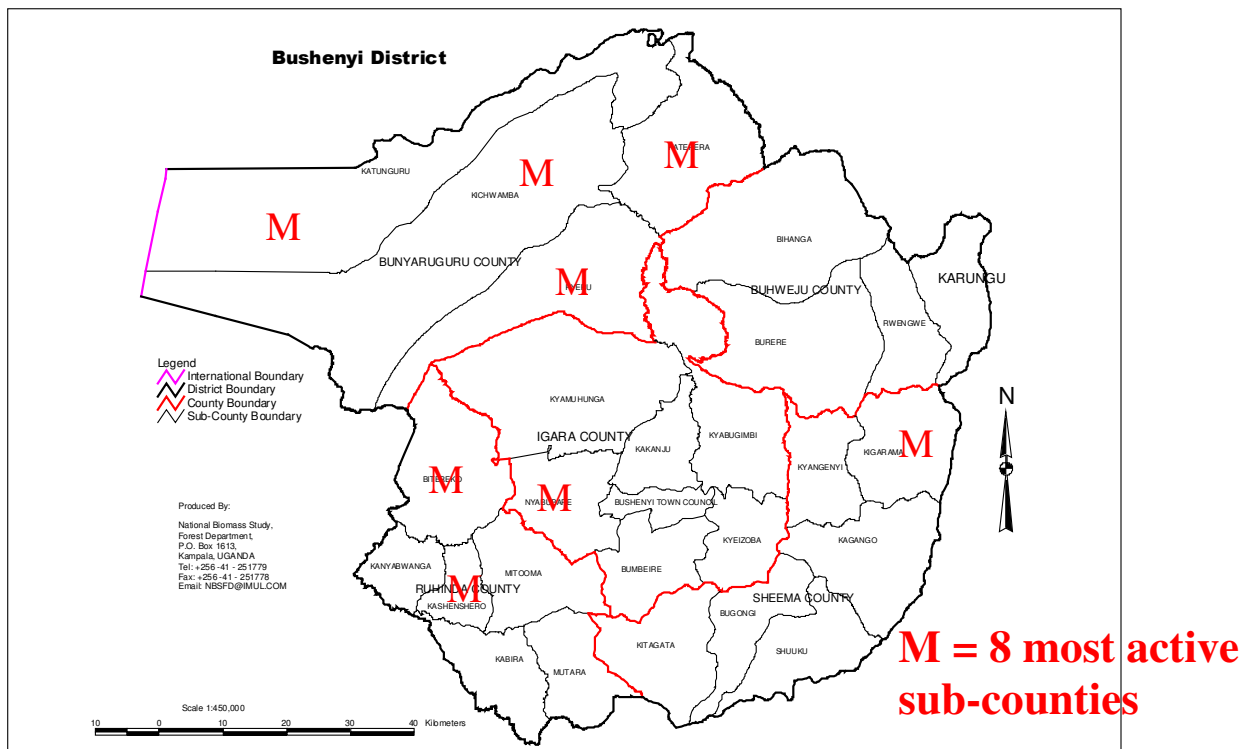 Bushenyi District
M
KATUNGURU
M
KICHWAMBA
M
M
BUNYARUGURU COUNTY
M
BIHANGA
KARUNGU
BUHWEJU COUNTY
RWENGWE
BURERE
Legend
International Boundary
District Boundary
County Boundary
Sub-County Boundary
KYAMUHUNGA
IGARA COUNTY
KYABUGIMBI
KAKANJU
KYANGENYI
KIGARAMA
M
N
BITEREKO
M
M
BUSHENYI TOWN COUNCIL
KYEIZOBA
KAGANGO
BUMBEIRE
Produced By:
National Biomass Study,
Forest Department,
P.O. Box 1613,
Kampala, UGANDA
Tel: +256-41 - 251779
Fax: +256-41 - 251778
Email: NBSFD@IMUL.COM
KANYABWANGA
MITOOMA
RUHINDA COUNTY
KASHENSHERO
SHEEMA COUNTY
BUGONGI
KITAGATA
SHUUKU
KABIRA
MUTARA
M = 8 most active
sub-counties
Scale 1:450,000
10 0 10 20 30 40 Kilometers